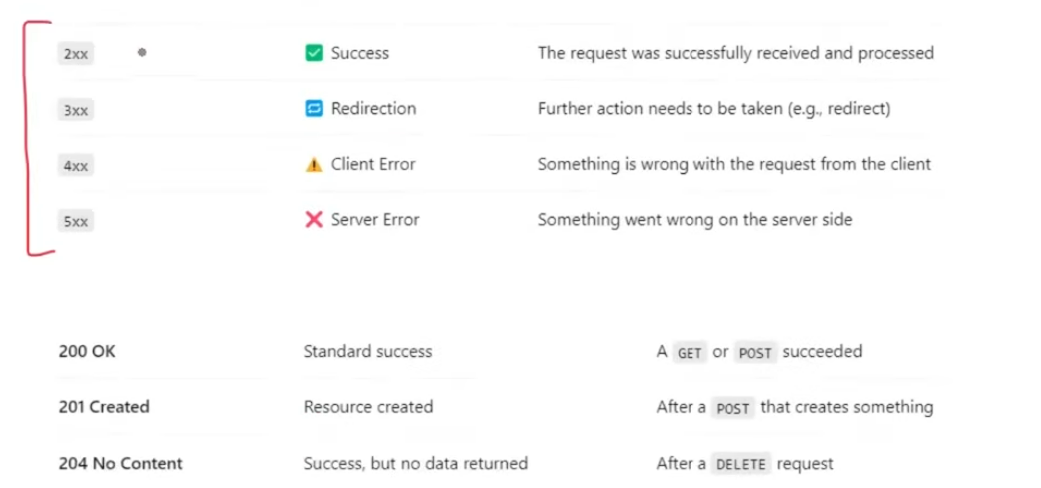 2xx ✅ Success The request was successfully received and processed
3xx 🔁 Redirection Further action needs to be taken (e.g., redirect)
4xx ⚠️ Client Error Something is wrong with the request from the client
5xx ❌ Server Error Something went wrong on the server side
200 OK Standard success A GET or POST succeeded
201 Created Resource created After a POST that creates something
204 No Content Success, but no data returned After a DELETE request